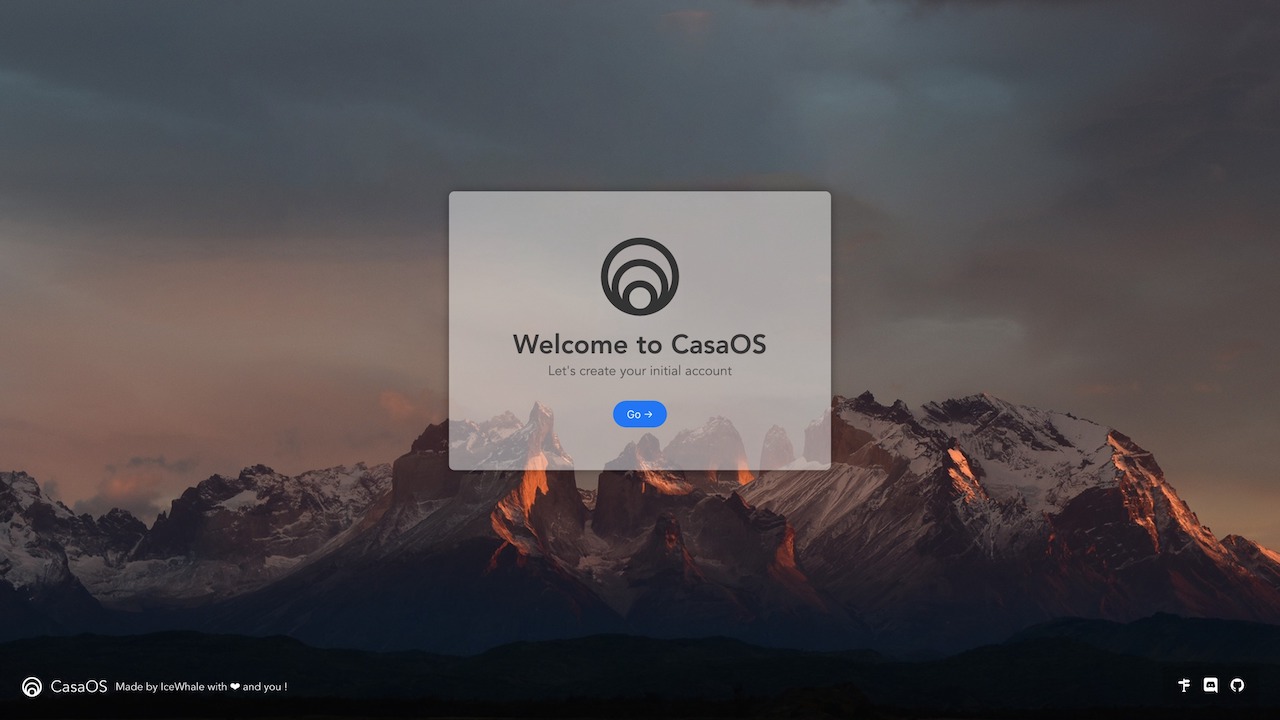 Welcome to CasaOS
Let's create your initial account
Go →
CasaOS Made by IceWhale with ❤ and you !